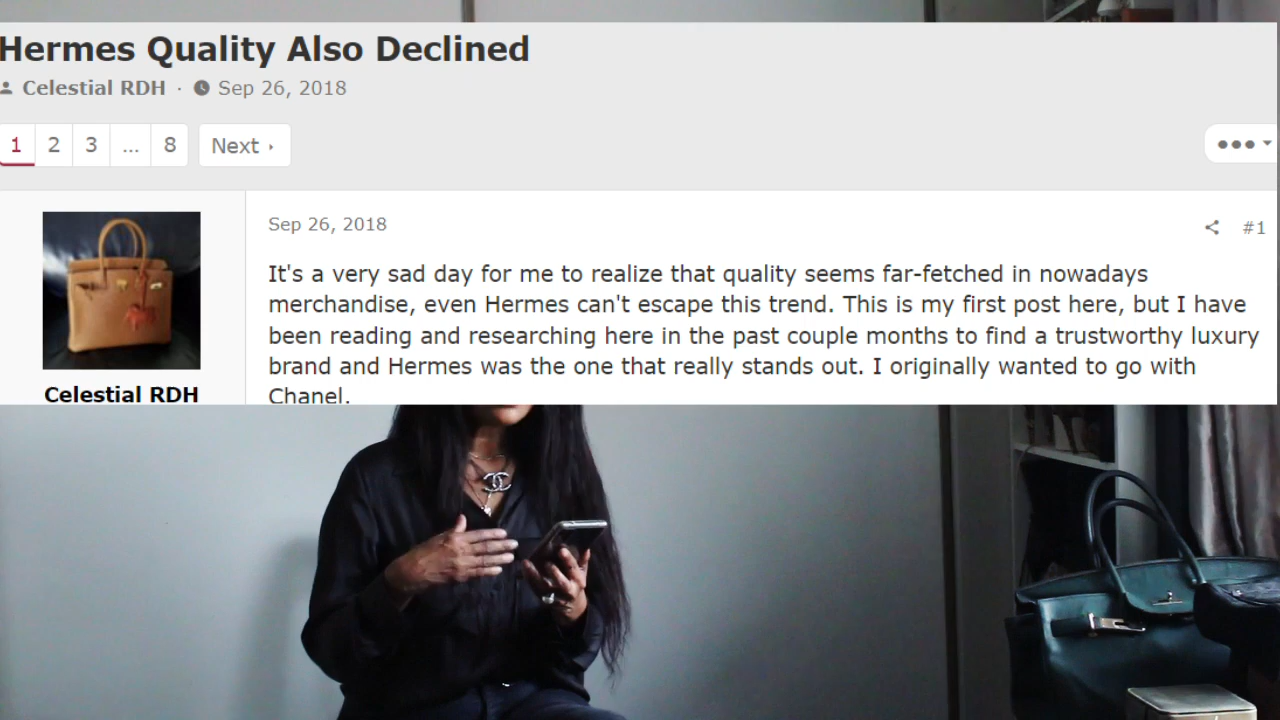 Hermes Quality Also Declined
Celestial RDH · Sep 26, 2018
1 2 3 ... 8 Next ›
Sep 26, 2018
#1
It's a very sad day for me to realize that quality seems far-fetched in nowadays
merchandise, even Hermes can't escape this trend. This is my first post here, but I have
been reading and researching here in the past couple months to find a trustworthy luxury
brand and Hermes was the one that really stands out. I originally wanted to go with
Chanel.
Celestial RDH